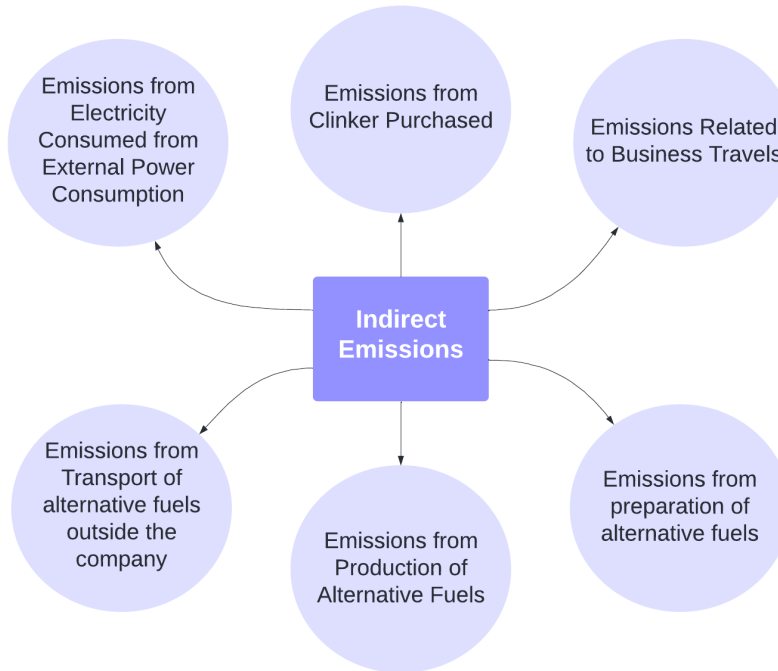 Emissions from
Electricity
Consumed from
External Power
Consumption
Emissions from
Clinker Purchased
Emissions Related
to Business Travels
Indirect
Emissions
Emissions from
Transport of
alternative fuels
outside the
company
Emissions from
Production of
Alternative Fuels
Emissions from
preparation of
alternative fuels